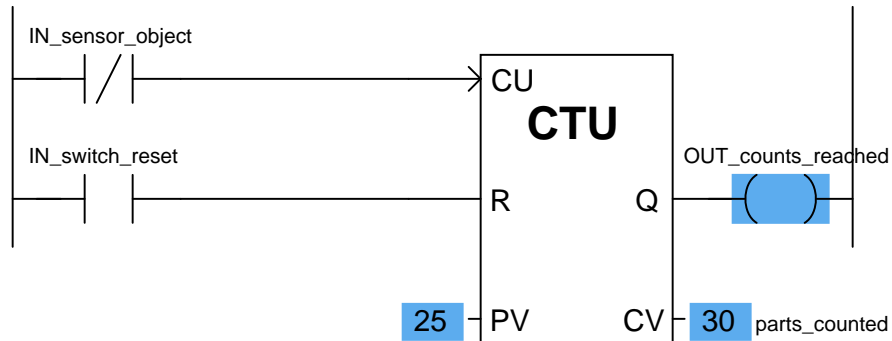 IN_sensor_object
CU
CTU
IN_switch_reset
OUT_counts_reached
R
Q
25
PV
CV
30
parts_counted